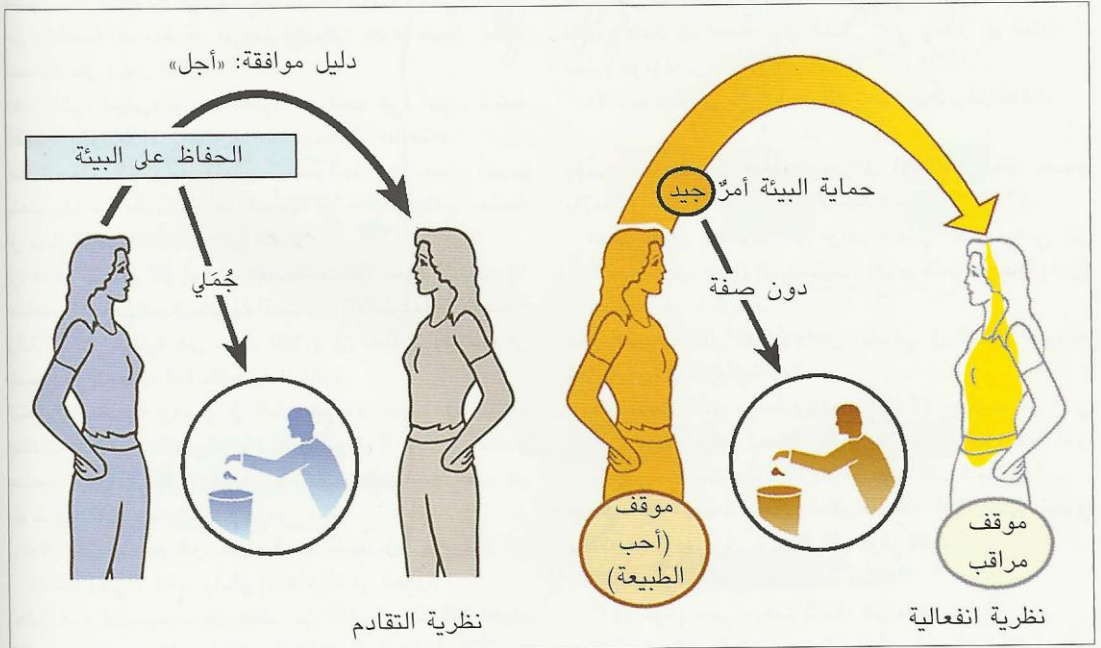 دليل موافقة: «أجل»
الحفاظ على البيئة
جُمَلي
نظرية التقادم
حماية البيئة أمرٌ جيد
دون صفة
موقف
(أحب
الطبيعة)
موقف
مراقب
نظرية انفعالية